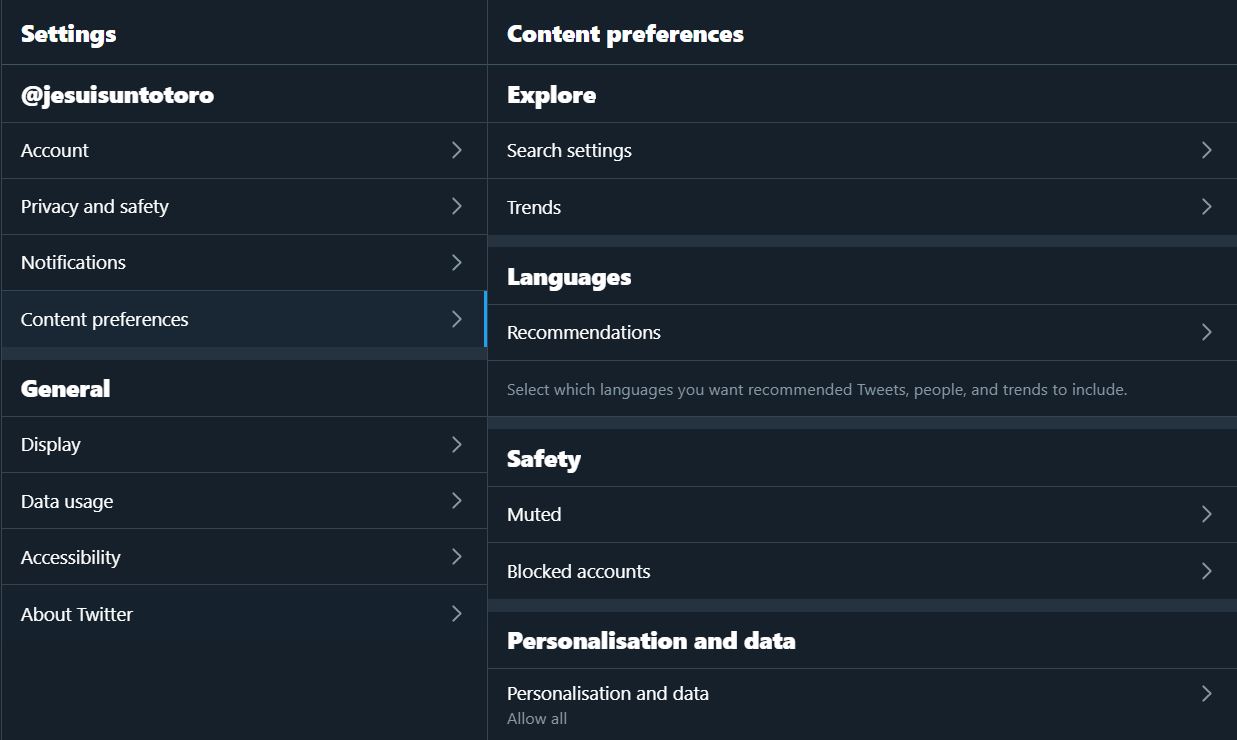 Settings
@jesuisuntotoro
Account
Privacy and safety
Notifications
Content preferences
General
Display
Data usage
Accessibility
About Twitter
Content preferences
Explore
Search settings
Trends
Languages
Recommendations
Select which languages you want recommended Tweets, people, and trends to include.
Safety
Muted
Blocked accounts
Personalisation and data
Personalisation and data
Allow all